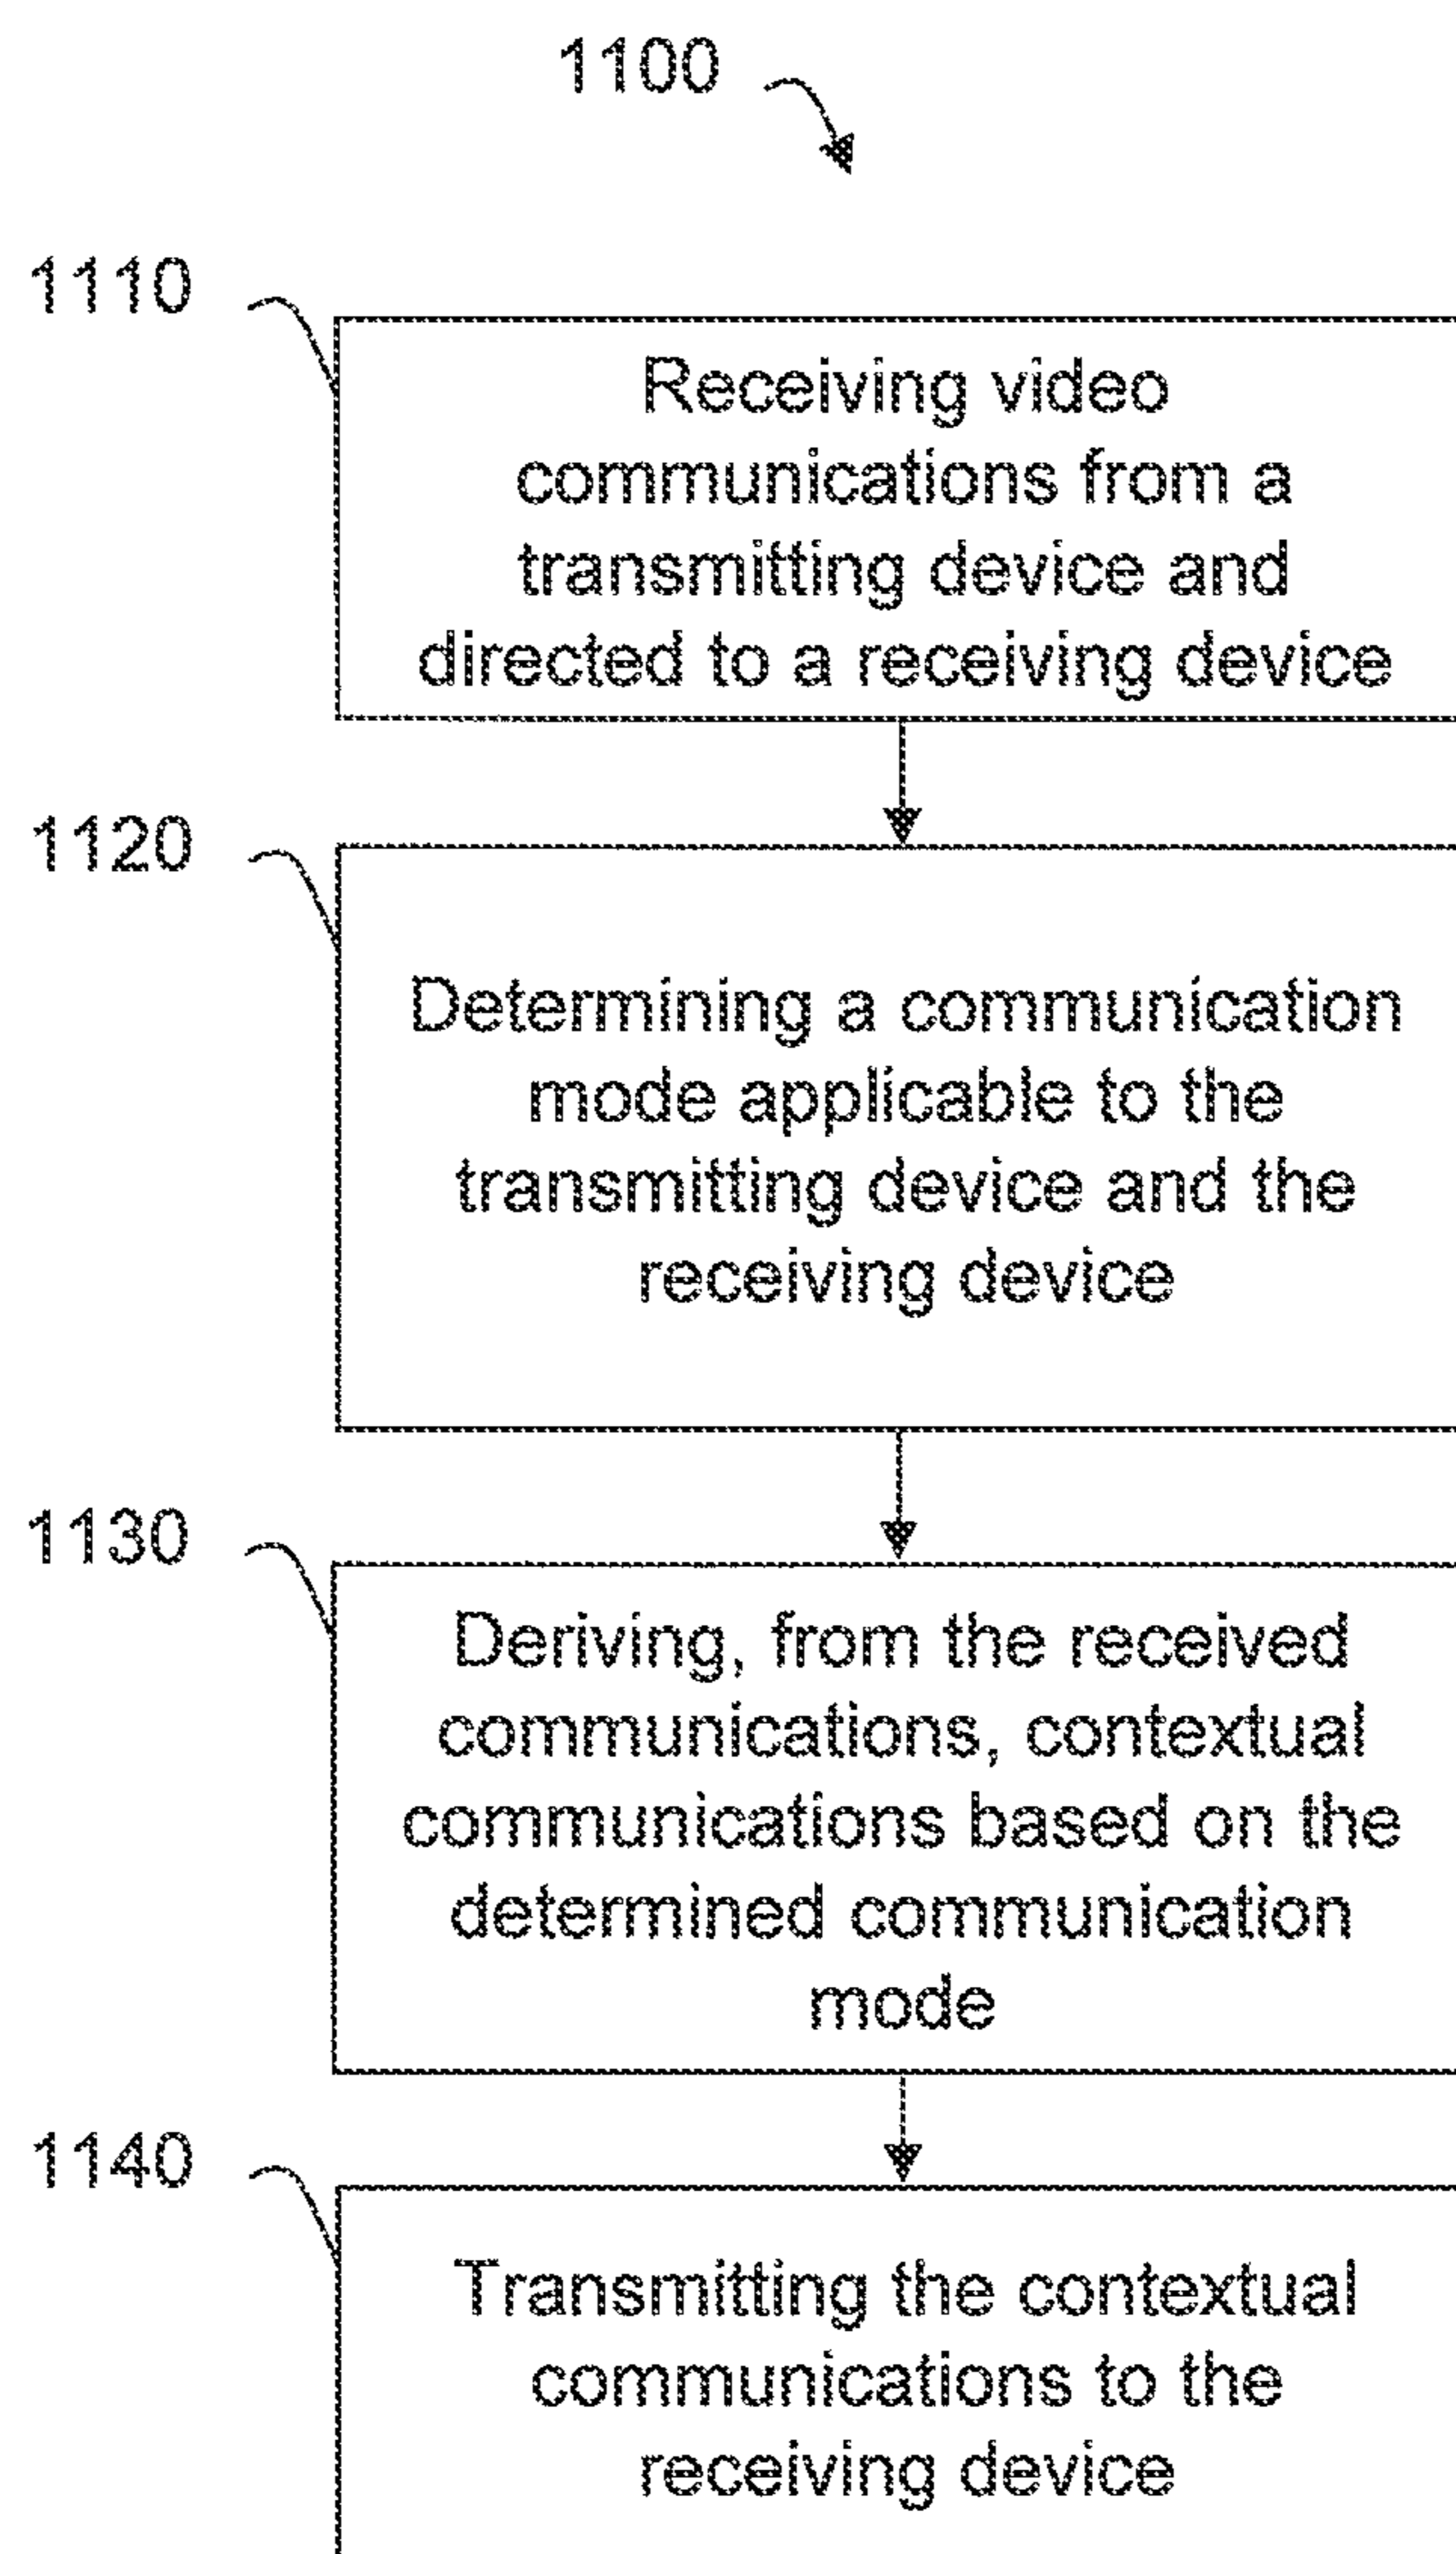 1100
1110
Receiving video
communications from a
transmitting device and
directed to a receiving device
1120
Determining a communication
mode applicable to the
transmitting device and the
receiving device
1130
Deriving, from the received
communications, contextual
communications based on the
determined communication
mode
1140
Transmitting the contextual
communications to the
receiving device